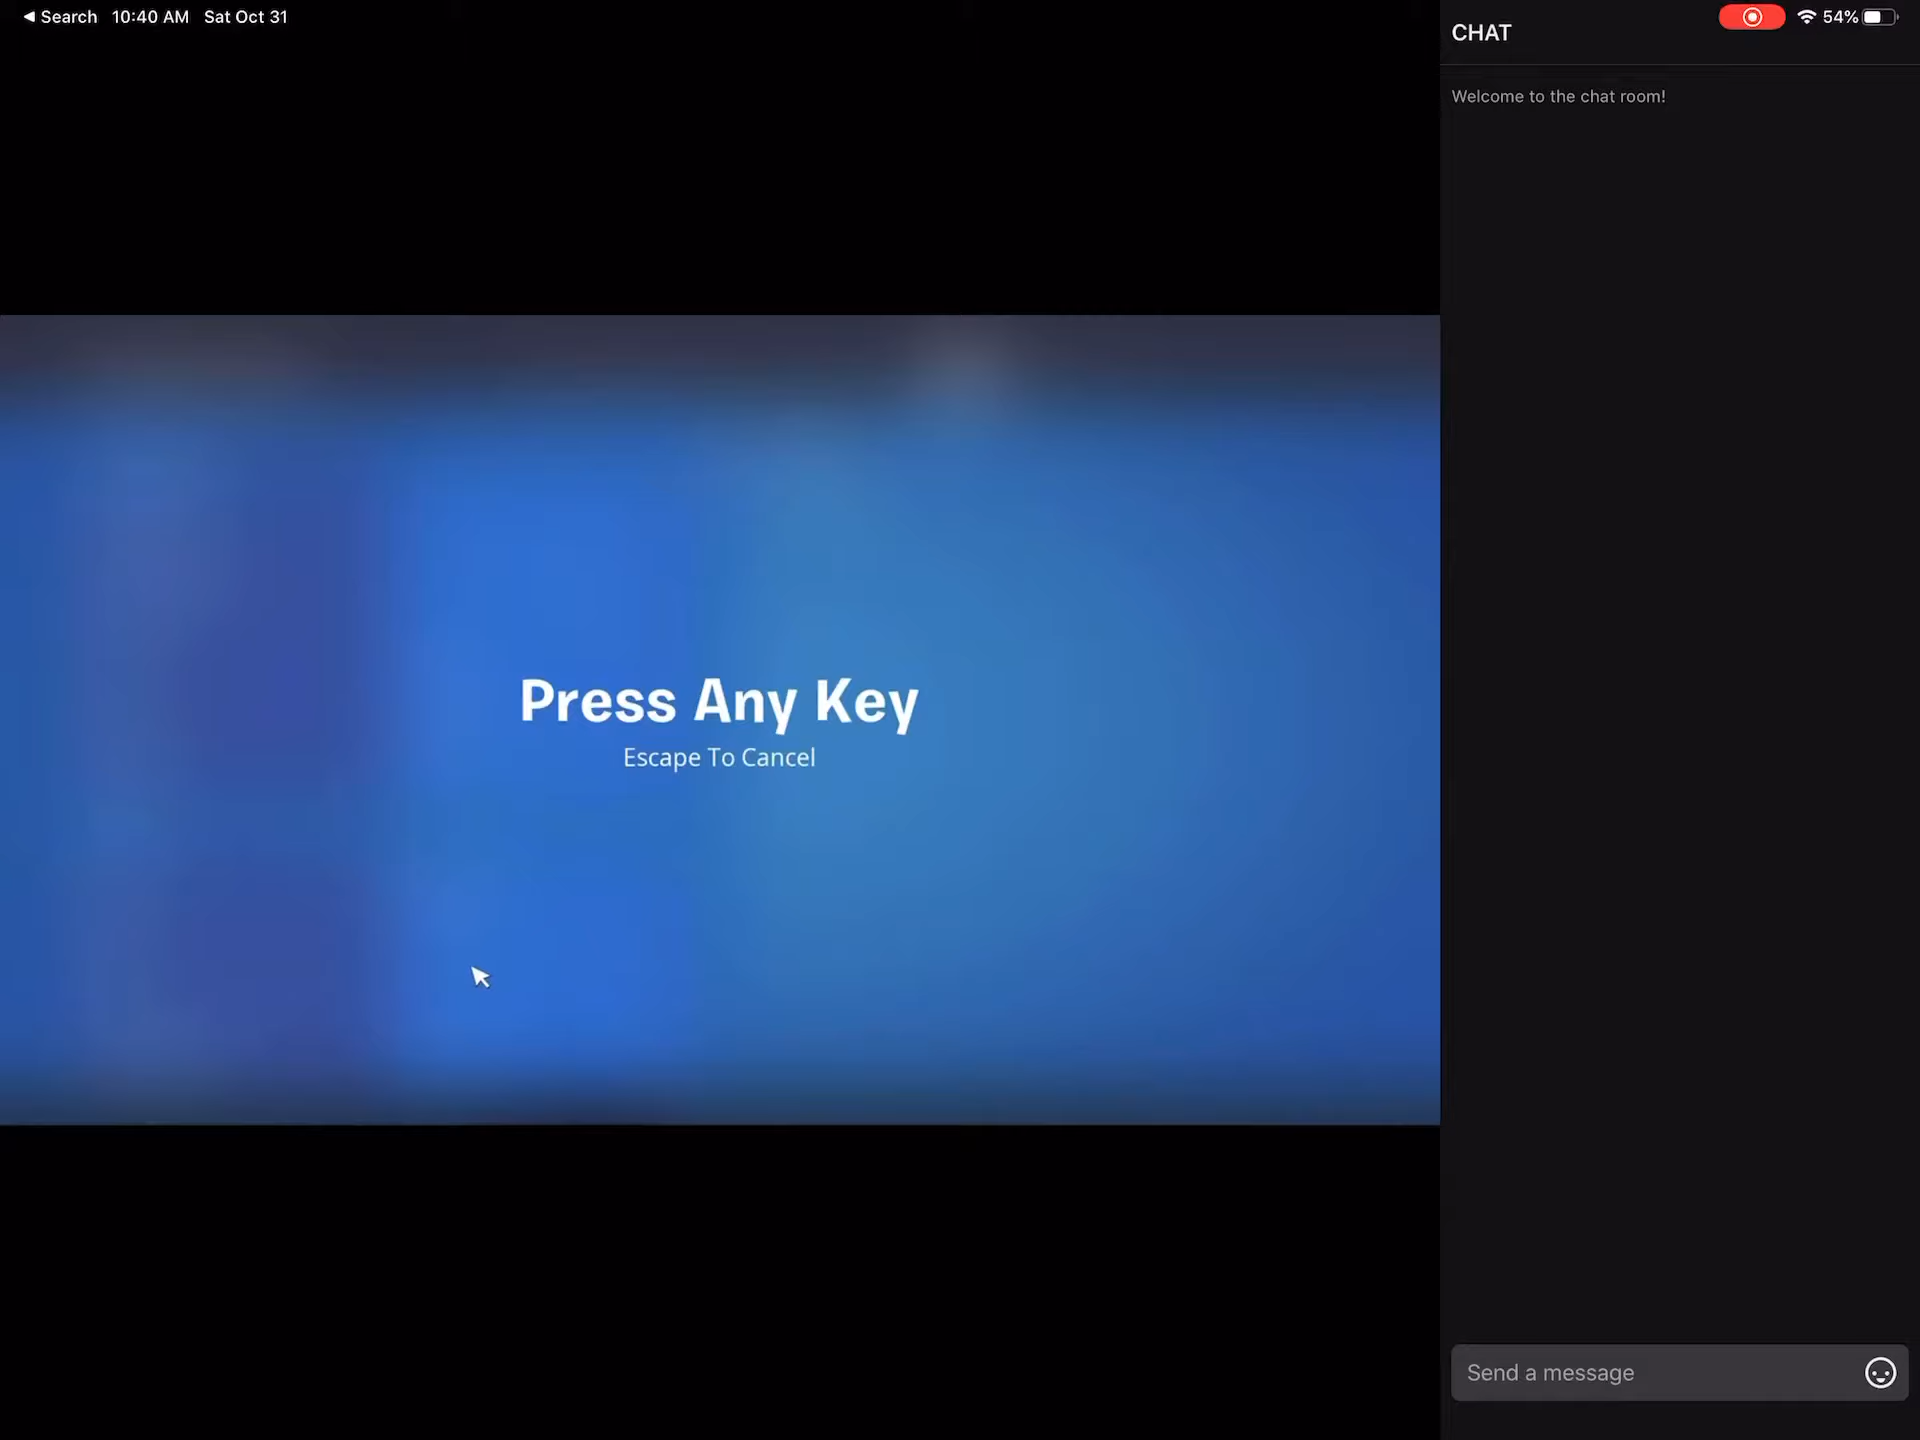 Search 10:40 AM Sat Oct 31
54%
CHAT
Welcome to the chat room!
Press Any Key
Escape To Cancel
Send a message